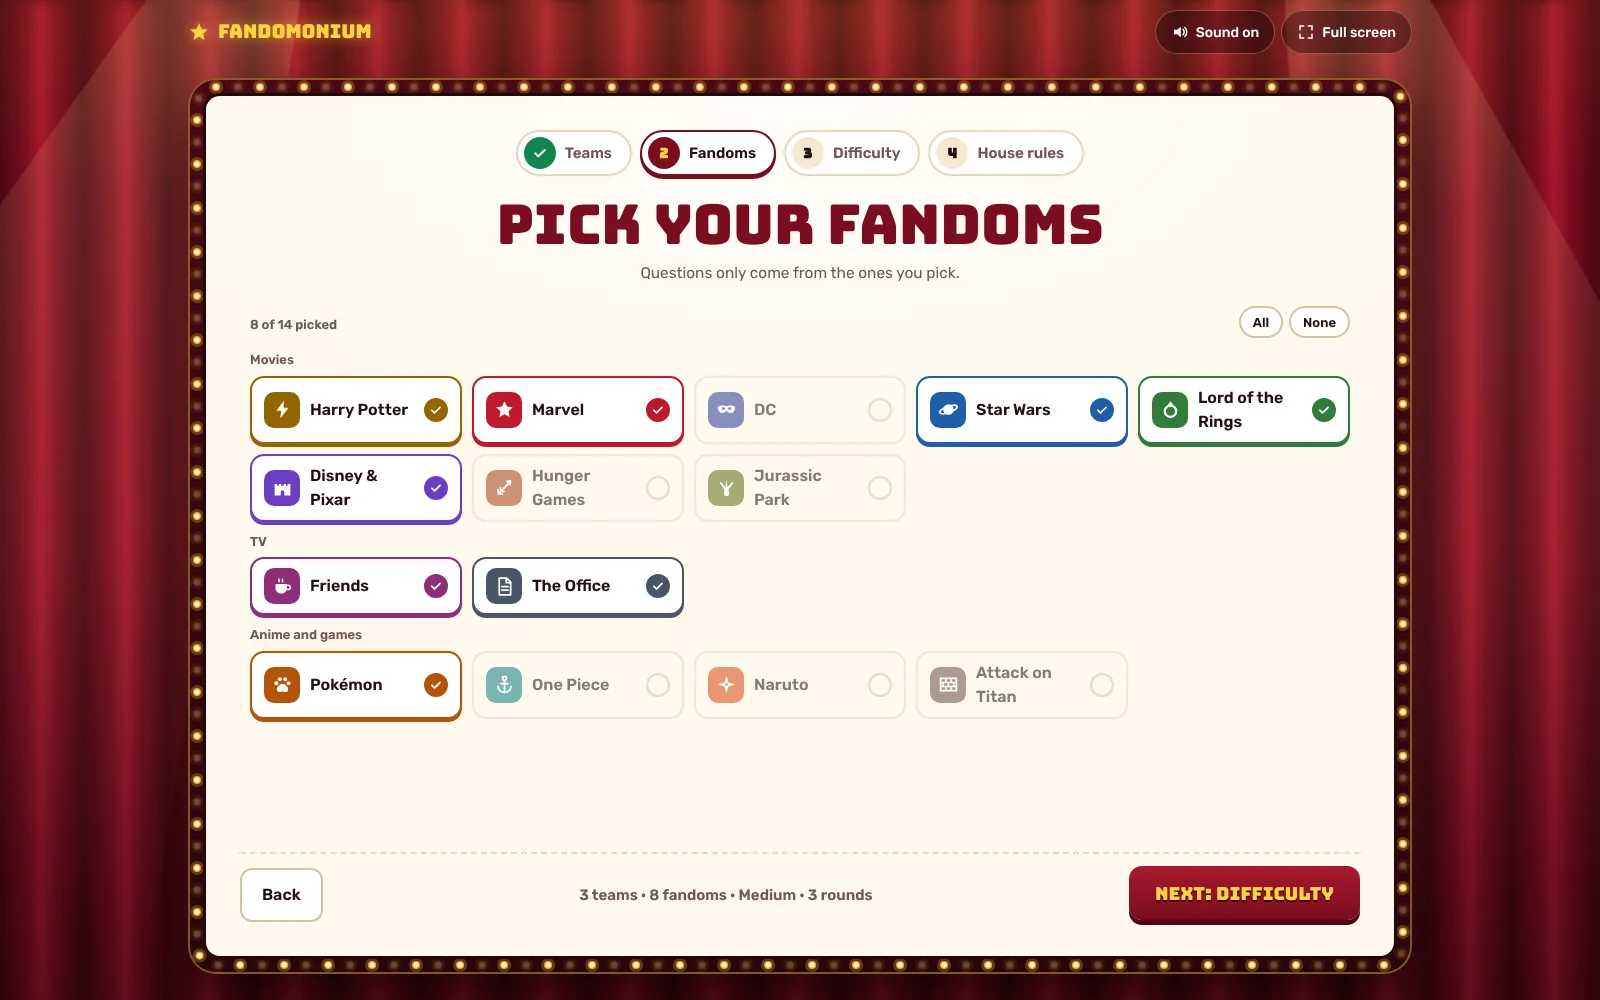 FANDOMONIUM
Sound on
Full screen
Teams
2 Fandoms
3 Difficulty
4 House rules
PICK YOUR FANDOMS
Questions only come from the ones you pick.
8 of 14 picked
All
None
Movies
Harry Potter
Marvel
DC
Star Wars
Lord of the
Rings
Disney &
Pixar
Hunger
Games
Jurassic
Park
TV
Friends
The Office
Anime and games
Pokémon
One Piece
Naruto
Attack on
Titan
Back
3 teams • 8 fandoms • Medium • 3 rounds
NEXT: DIFFICULTY